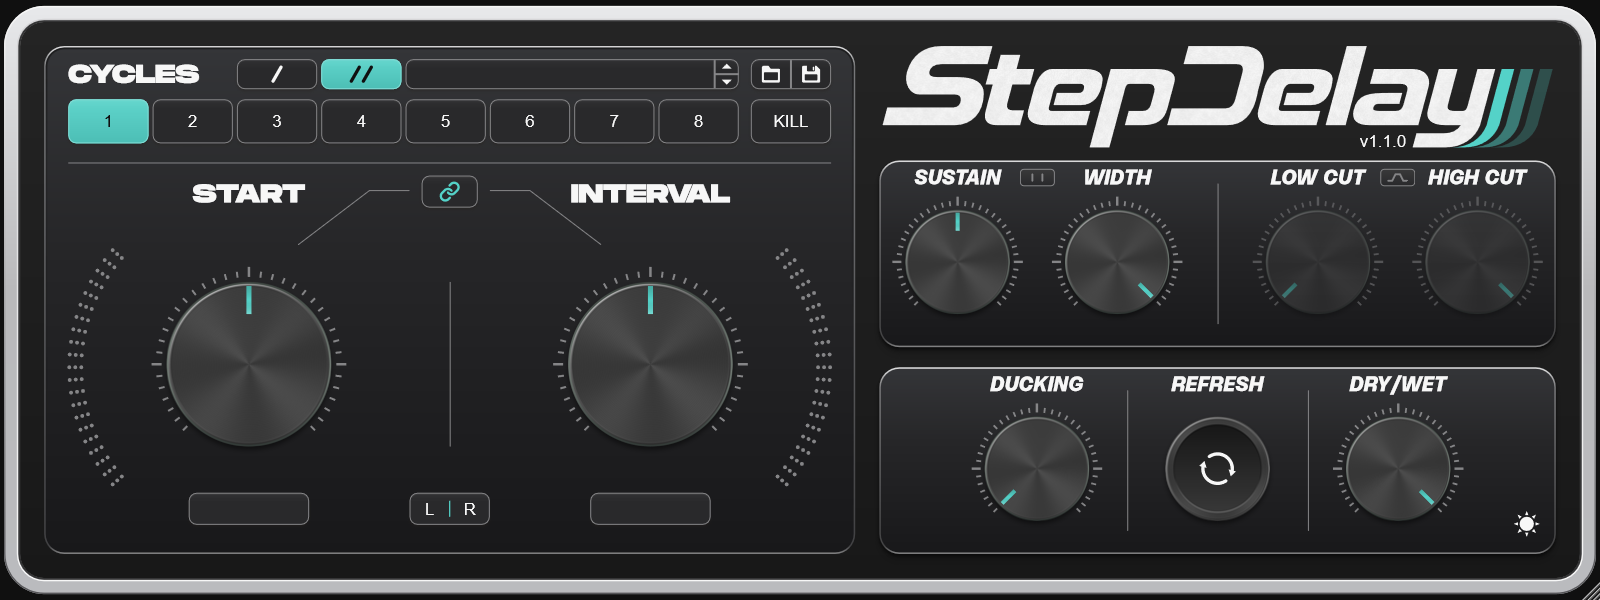 CYCLES / //
1 2 3 4 5 6 7 8 KILL
START INTERVAL
L | R
StepDelay
v1.1.0
SUSTAIN WIDTH LOW CUT HIGH CUT
DUCKING REFRESH DRY/WET